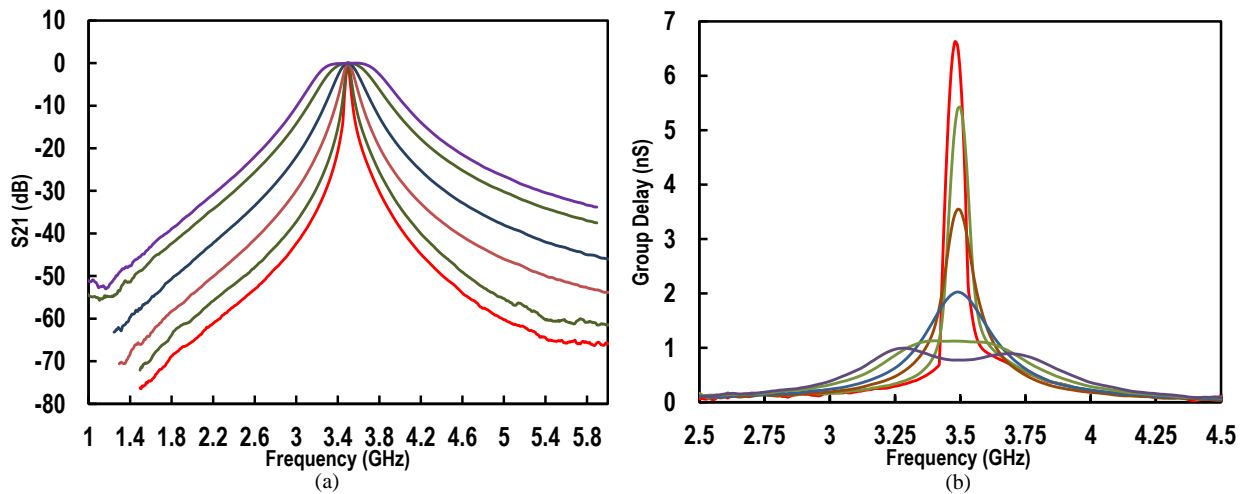 10
0
-10
-20
-30
-40
-50
-60
-70
-80
S21 (dB)
1 1.4 1.8 2.2 2.6 3 3.4 3.8 4.2 4.6 5 5.4 5.8
Frequency (GHz)
(a)
7
6
5
4
3
2
1
0
Group Delay (nS)
2.5 2.75 3 3.25 3.5 3.75 4 4.25 4.5
Frequency (GHz)
(b)